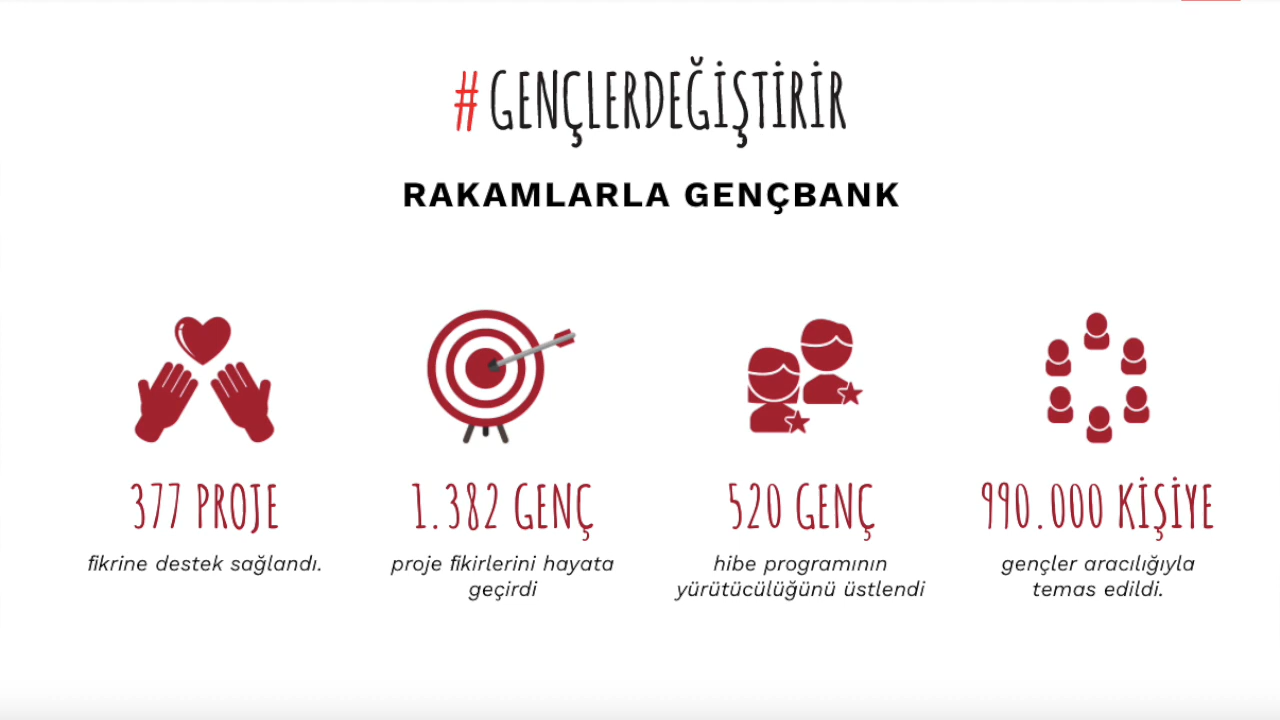 #GENÇLERDEĞİŞTİRİR
RAKAMLARLA GENÇBANK
377 PROJE
fikrine destek sağlandı.
1.382 GENÇ
proje fikirlerini hayata
geçirdi
520 GENÇ
hibe programının
yürütücülüğünü üstlendi
990.000 KİŞİYE
gençler aracılığıyla
temas edildi.